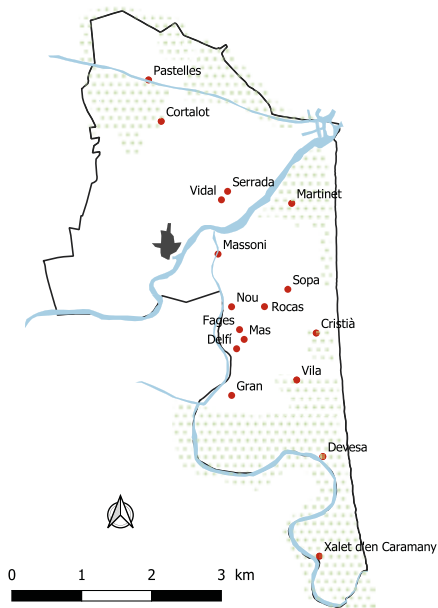 Pastelles
Cortalot
Serrada
Vidal
Martinet
Massoni
Sopa
Nou
Rocas
Fages
Cristià
Mas
Delfí
Vila
Gran
Devesa
Xalet d'en Caramany
0 1 2 3 km